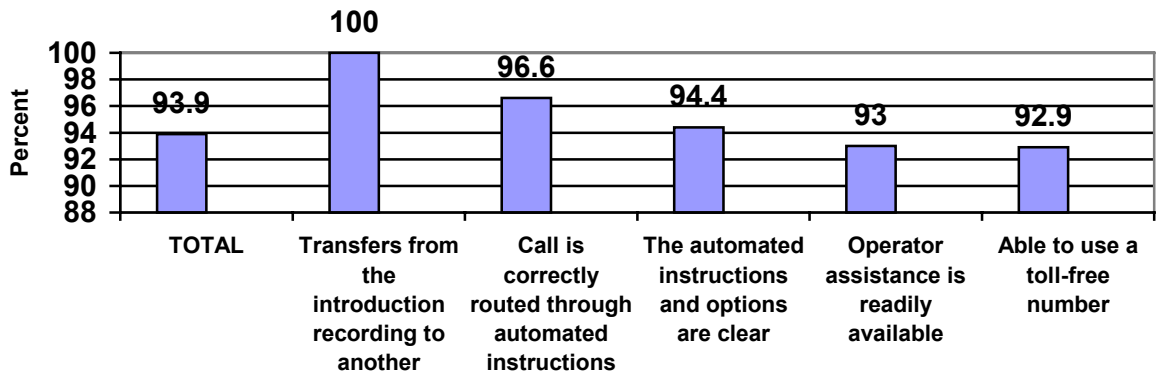 100
100
98
96
94
92
90
88
Percent
93.9
96.6
94.4
93
92.9
TOTAL
Transfers from
the
introduction
recording to
another
Call is
correctly
routed through
automated
instructions
The automated
instructions
and options
are clear
Operator
assistance is
readily
available
Able to use a
toll-free
number